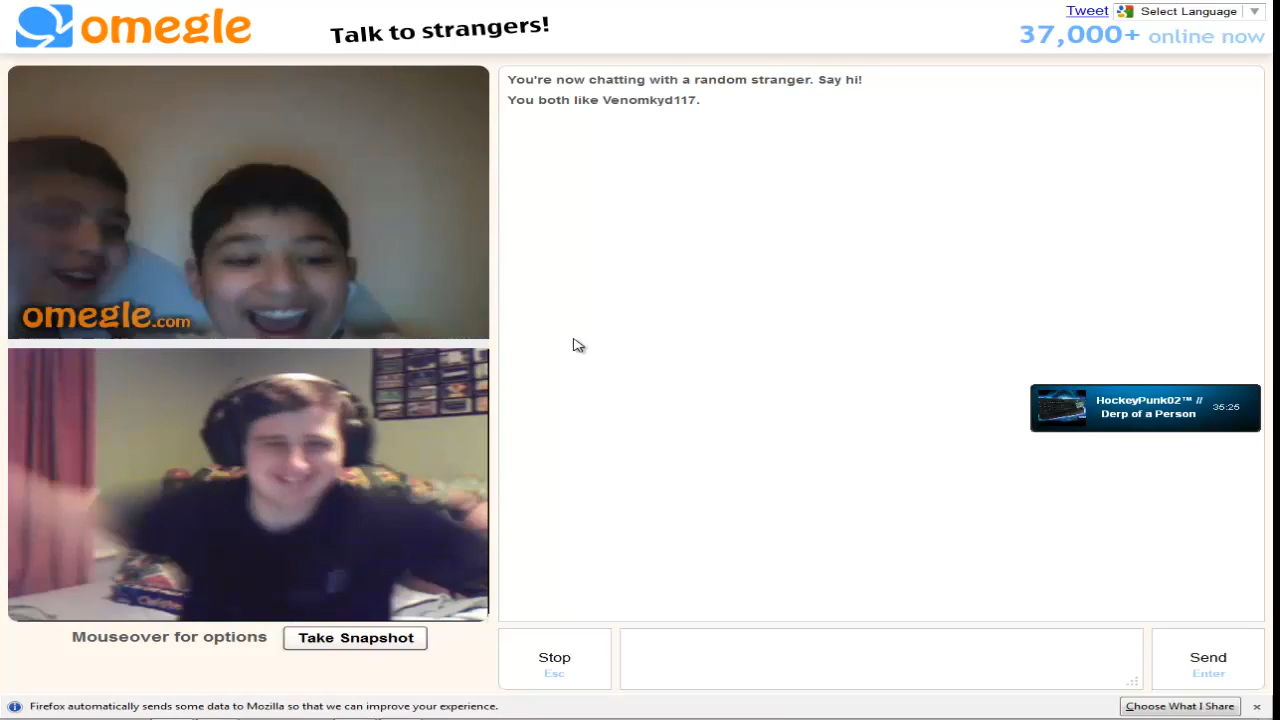 omegle
Talk to strangers!
Tweet
Select Language
37,000+ online now
You're now chatting with a random stranger. Say hi!
You both like Venomkyd117.
omegle.com
HockeyPunk02™ //
Derp of a Person
35:25
Mouseover for options
Take Snapshot
Stop
Esc
Send
Enter
Firefox automatically sends some data to Mozilla so that we can improve your experience.
Choose What I Share